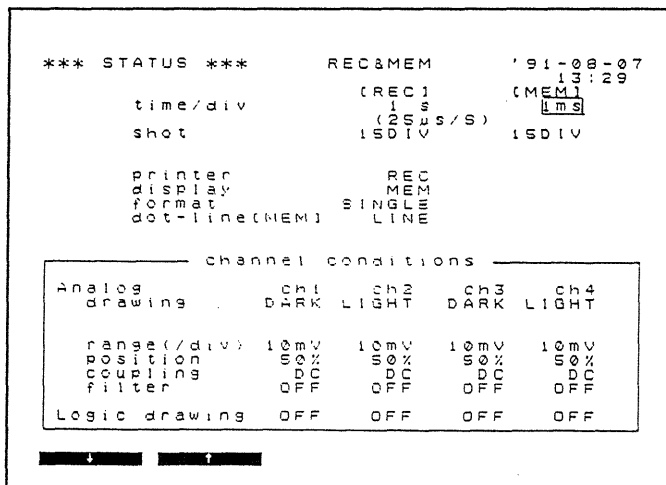 *** STATUS *** REC&MEM '91-08-07
13:29
[REC] [MEM]
time/div 1 s 1ms
(25µs/S)
shot 15DIV 15DIV
printer REC
display MEM
format SINGLE
dot-line[MEM] LINE
channel conditions
Analog ch1 ch2 ch3 ch4
drawing DARK LIGHT DARK LIGHT
range(/div) 10mV 10mV 10mV 10mV
position 50% 50% 50% 50%
coupling DC DC DC DC
filter OFF OFF OFF OFF
Logic drawing OFF OFF OFF OFF
↓ ↑